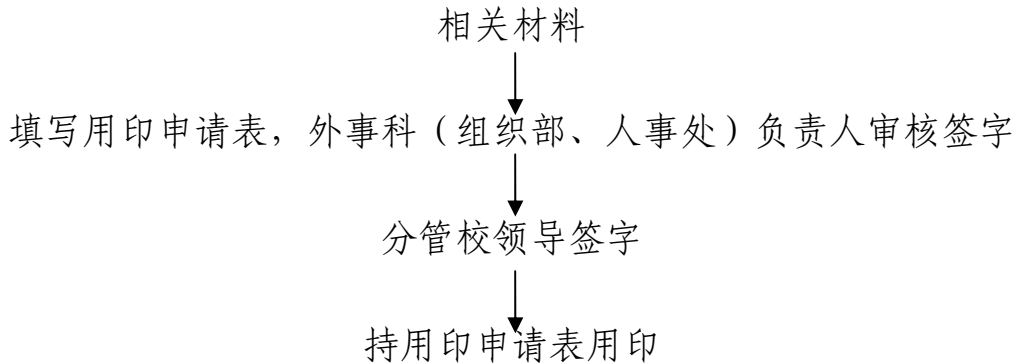 相关材料
填写用印申请表，外事科（组织部、人事处）负责人审核签字
分管校领导签字
持用印申请表用印